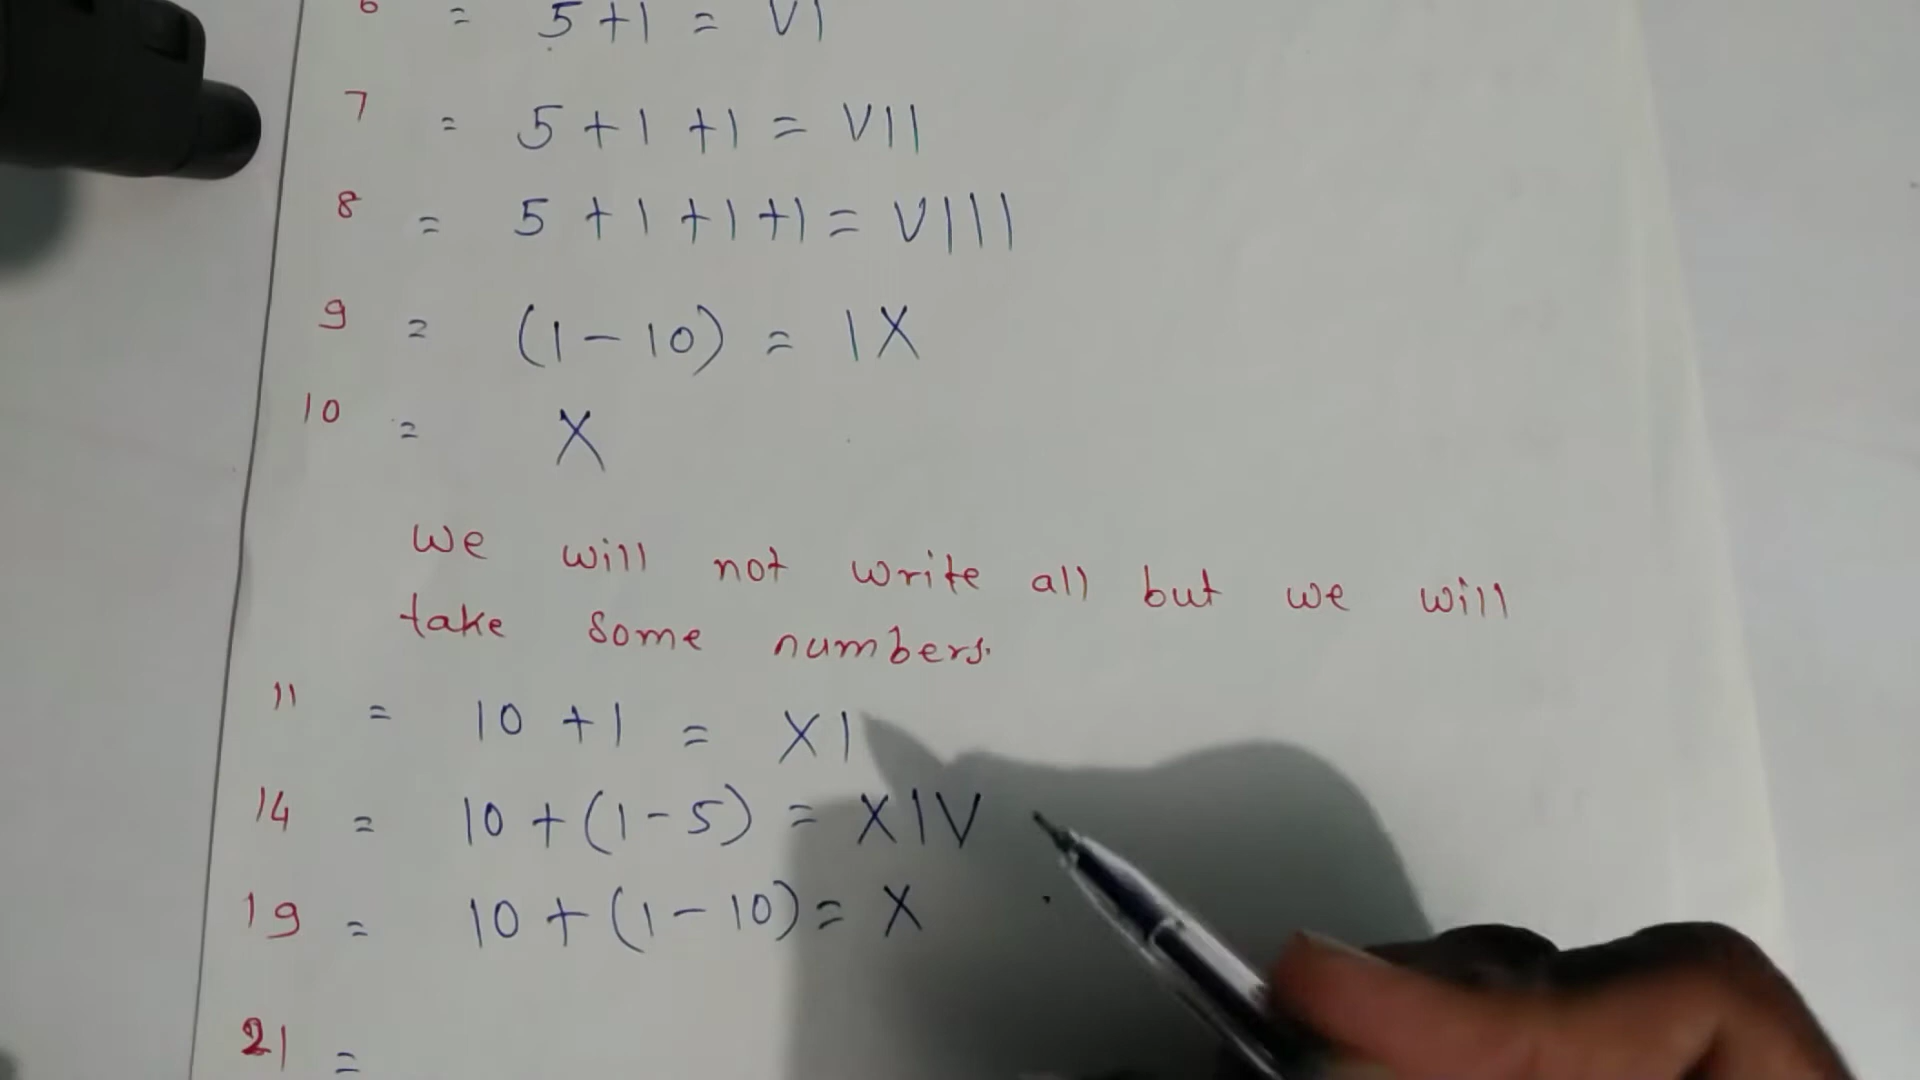 6 = 5+1 = VI
7 = 5+1+1 = VII
8 = 5+1+1+1= VIII
9 = (1-10) = IX
10 = X
We will not write all but we will
take some numbers.
11 = 10+1 = XI
14 = 10+(1-5) = XIV
19 = 10+(1-10)= X
21 =